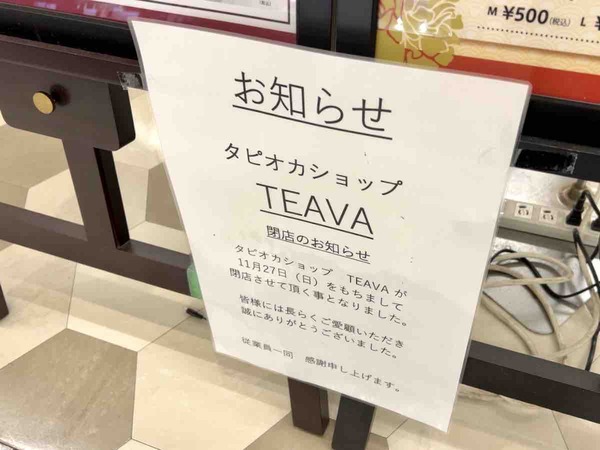 M ¥500(税込) L ¥
お知らせ
タピオカショップ
TEAVA
閉店のお知らせ
タピオカショップ TEAVA が
11月27日（日）をもちまして
閉店させて頂く事となりました。
皆様には長らくご愛顧いただき
誠にありがとうございました。
従業員一同 感謝申し上げます。